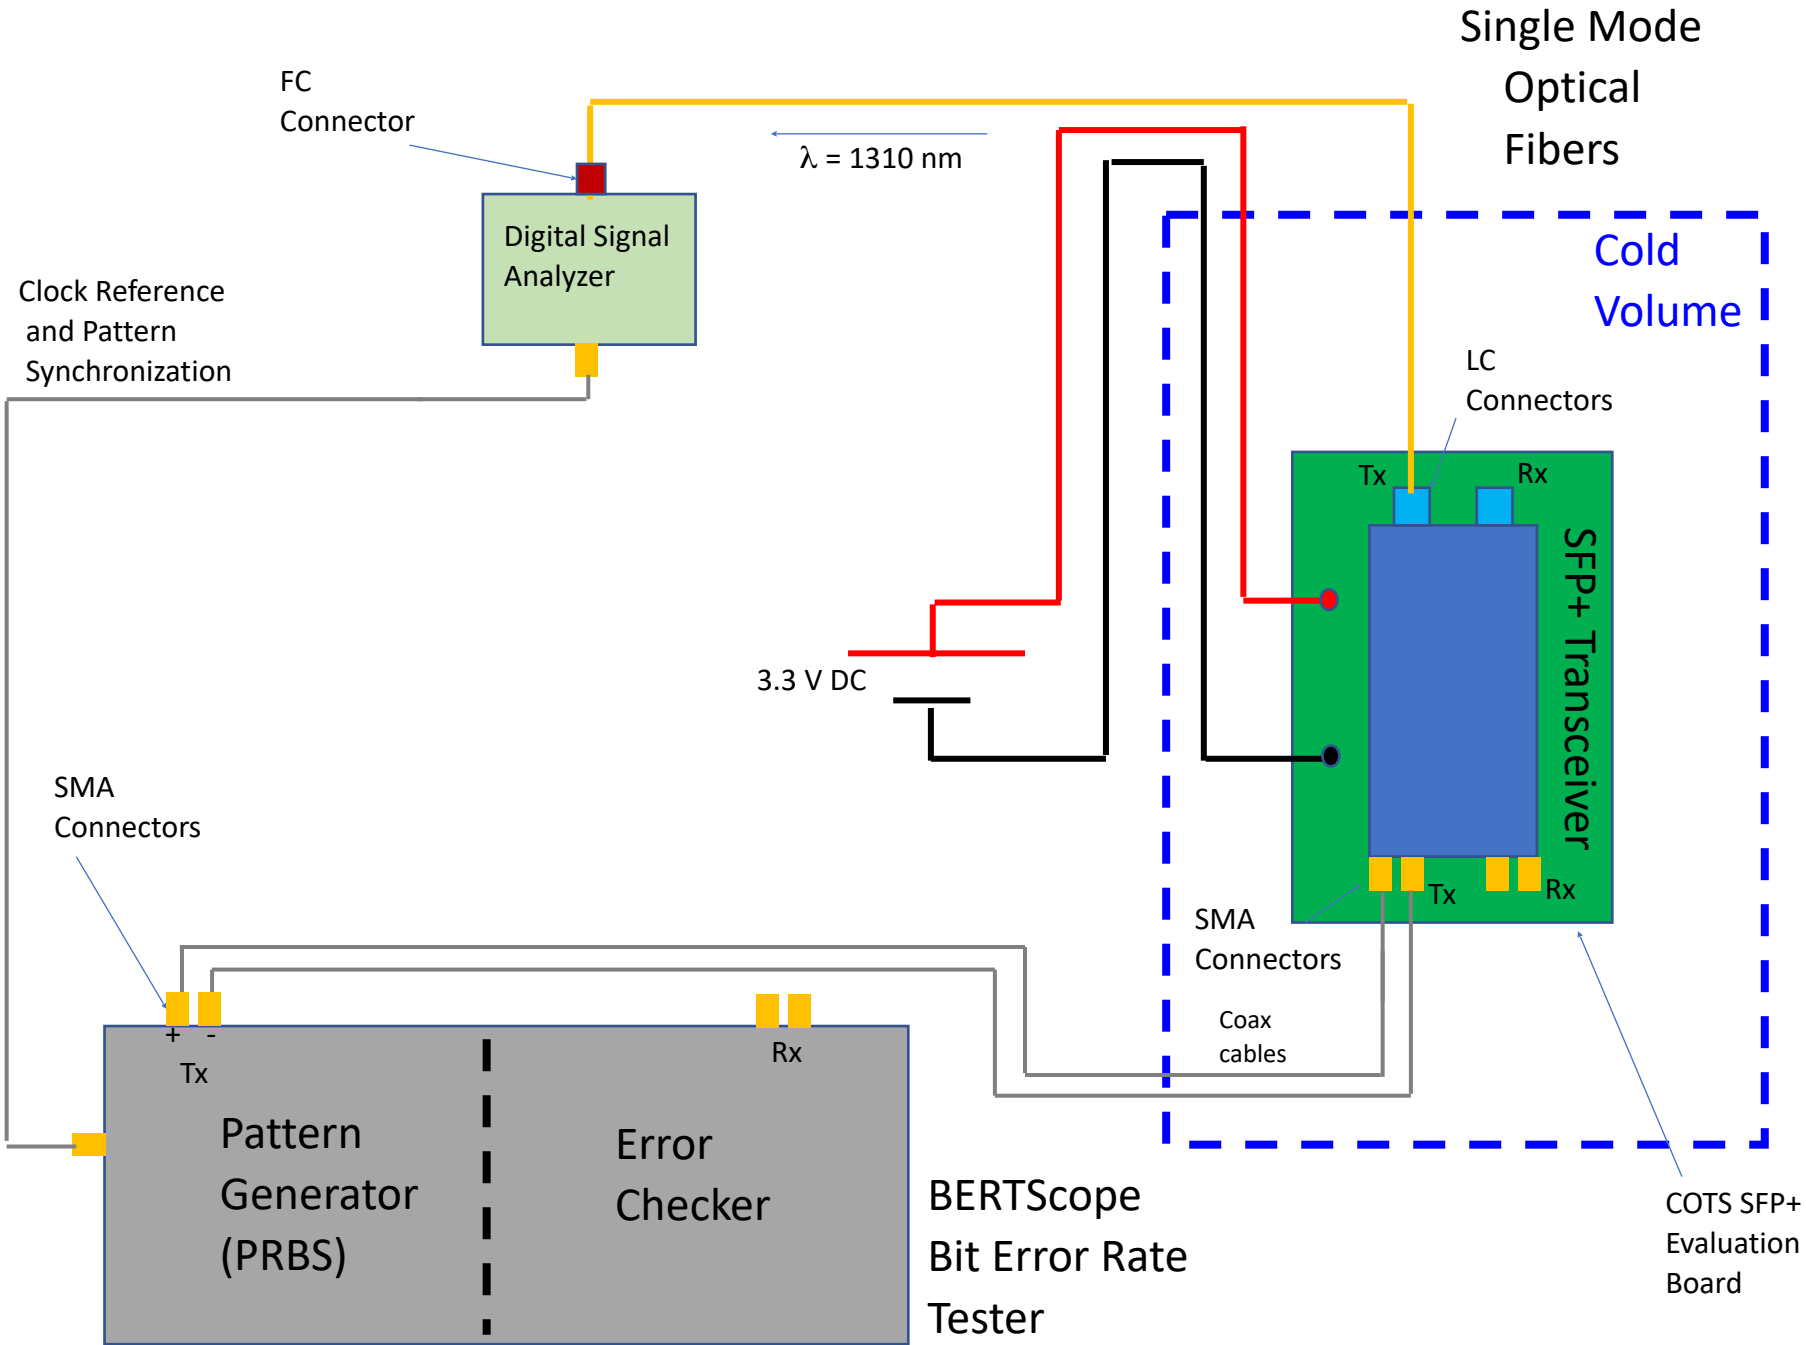 Single Mode
Optical
Fibers
FC
Connector
λ = 1310 nm
Digital Signal
Analyzer
Cold
Volume
Clock Reference
and Pattern
Synchronization
LC
Connectors
Tx
Rx
SFP+ Transceiver
3.3 V DC
SMA
Connectors
Tx
Rx
SMA
Connectors
Coax
cables
+ -
Tx
Rx
Pattern
Generator
(PRBS)
Error
Checker
BERTScope
Bit Error Rate
Tester
COTS SFP+
Evaluation
Board